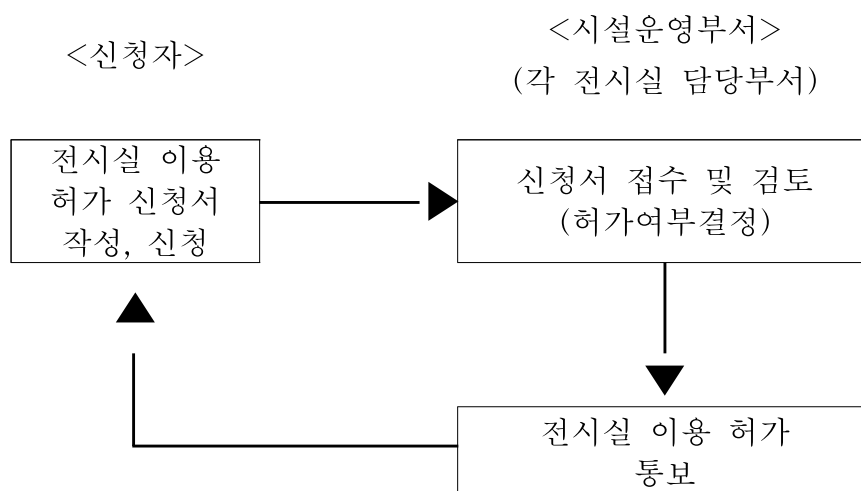 <신청자>
<시설운영부서>
(각 전시실 담당부서)
전시실 이용
허가 신청서
작성, 신청
신청서 접수 및 검토
(허가여부결정)
전시실 이용 허가
통보